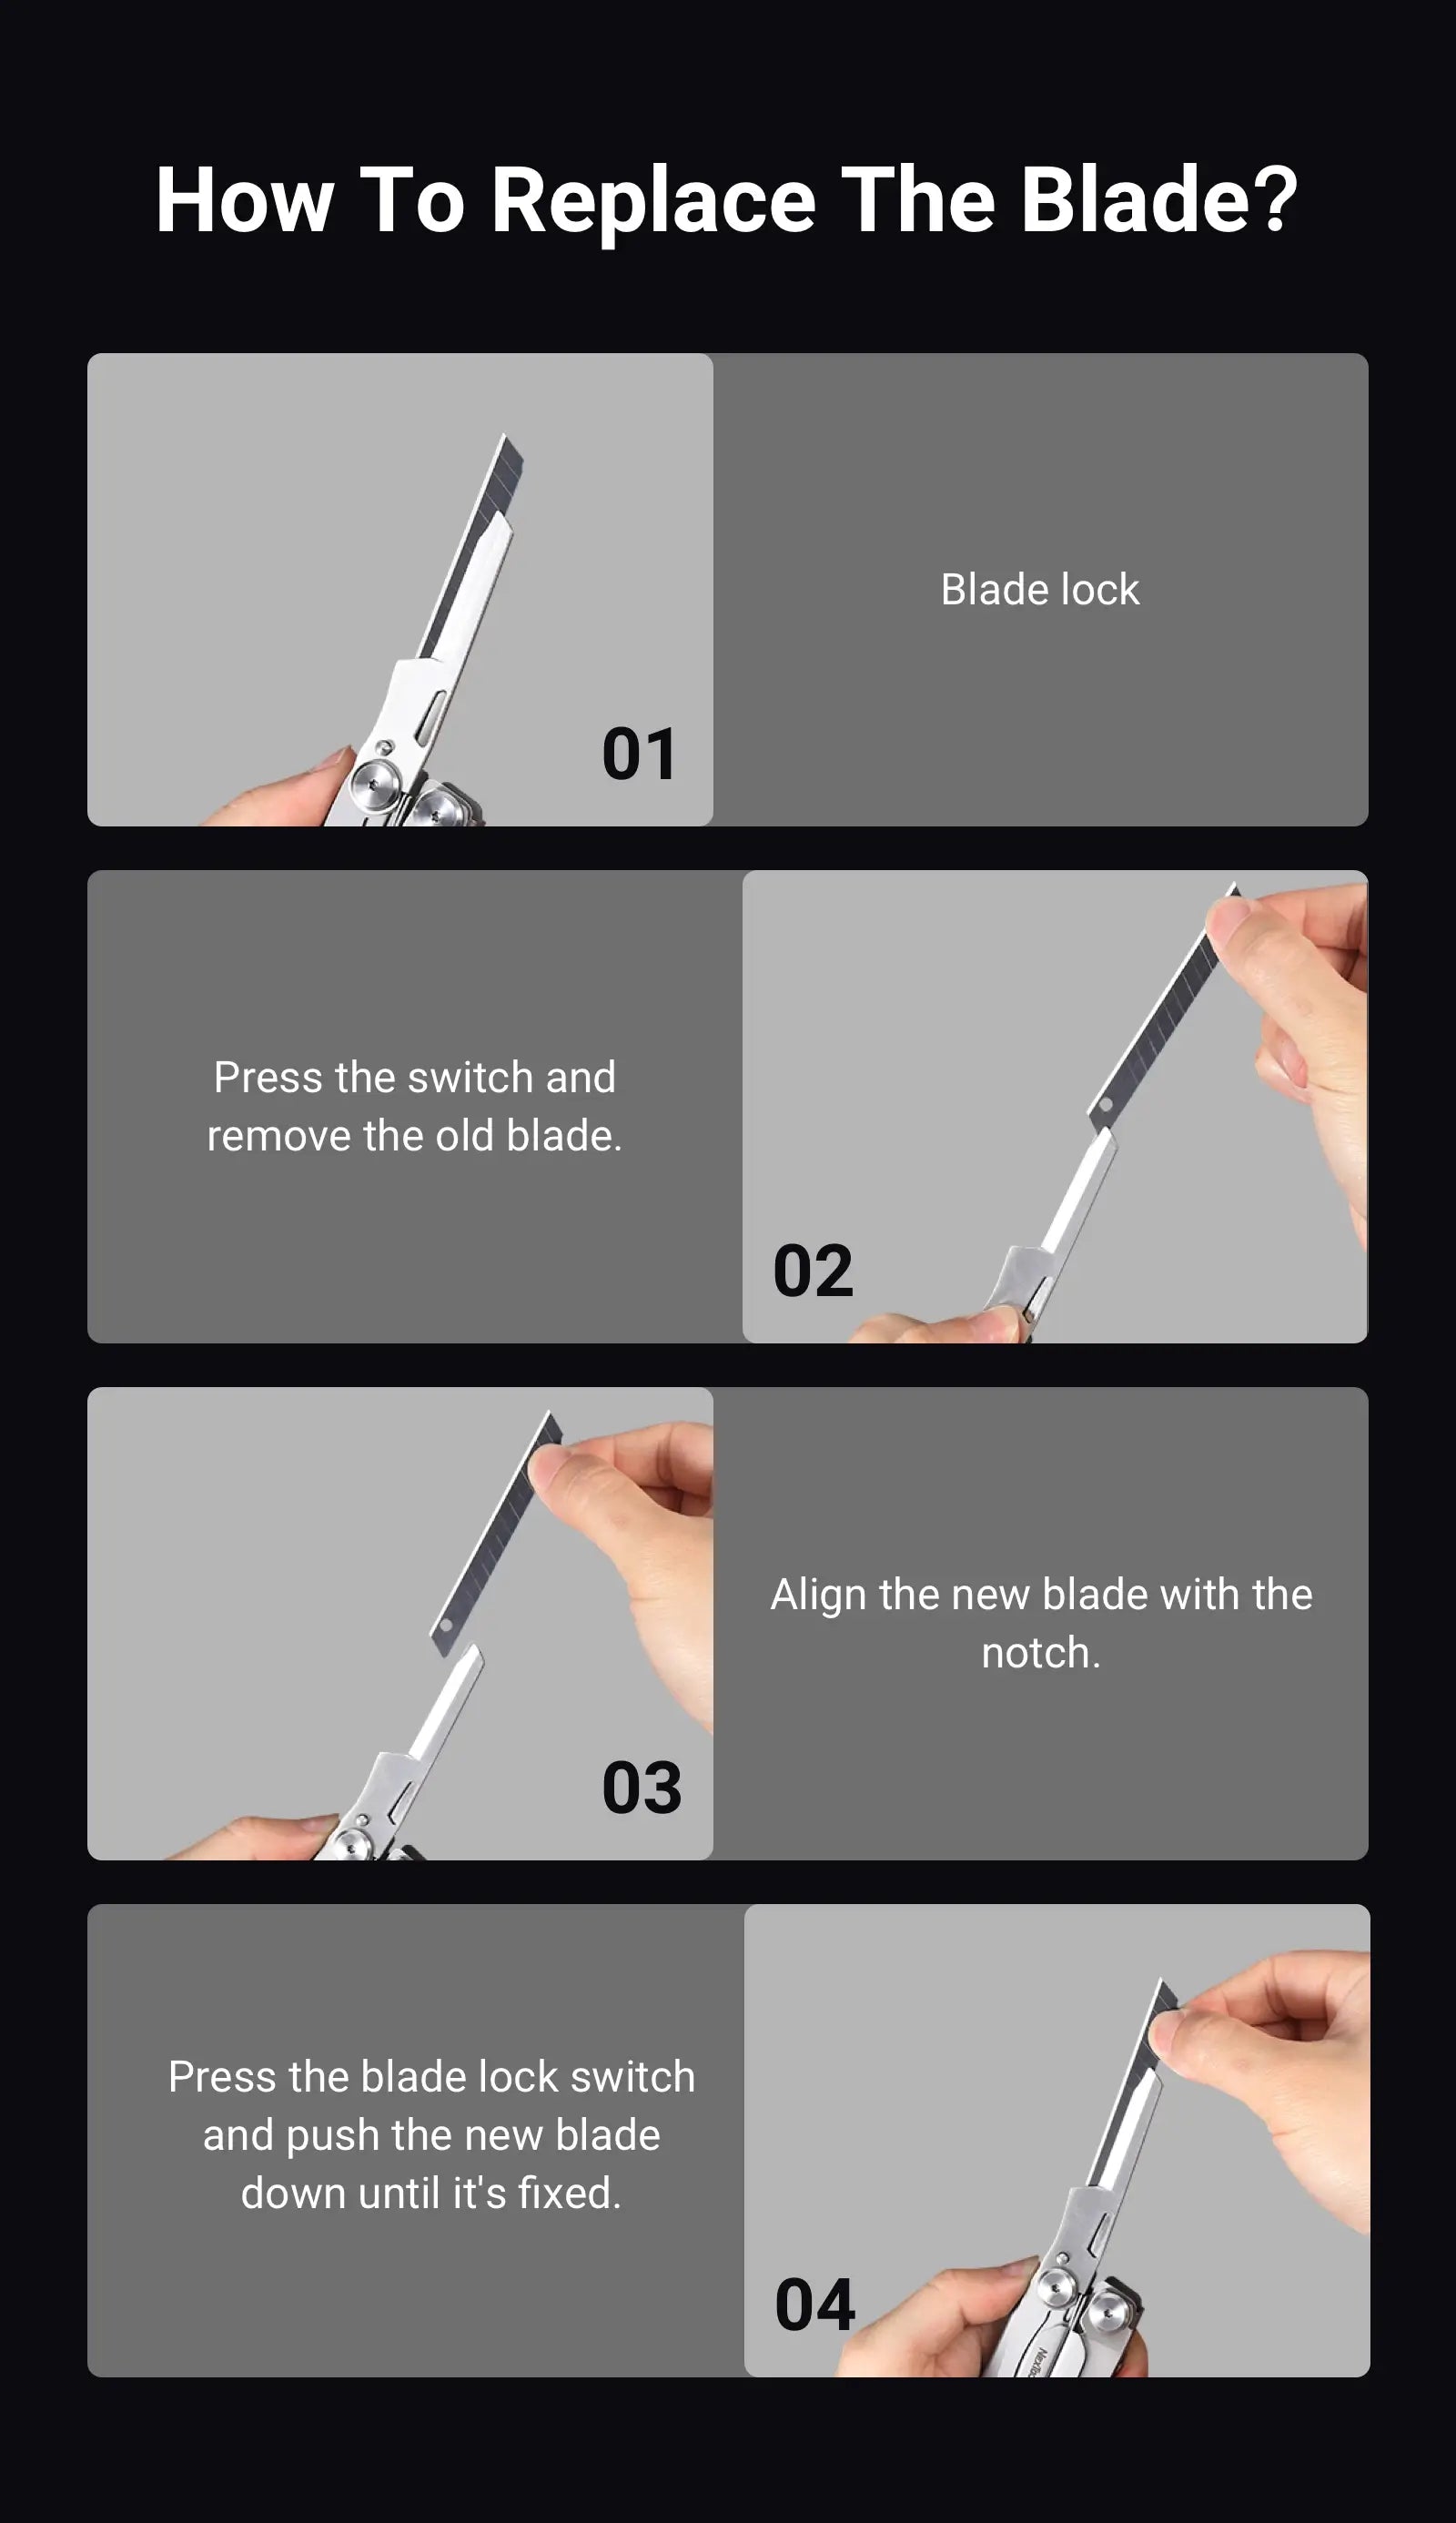 How To Replace The Blade?
Blade lock
01
Press the switch and
remove the old blade.
02
Align the new blade with the
notch.
03
Press the blade lock switch
and push the new blade
down until it's fixed.
04